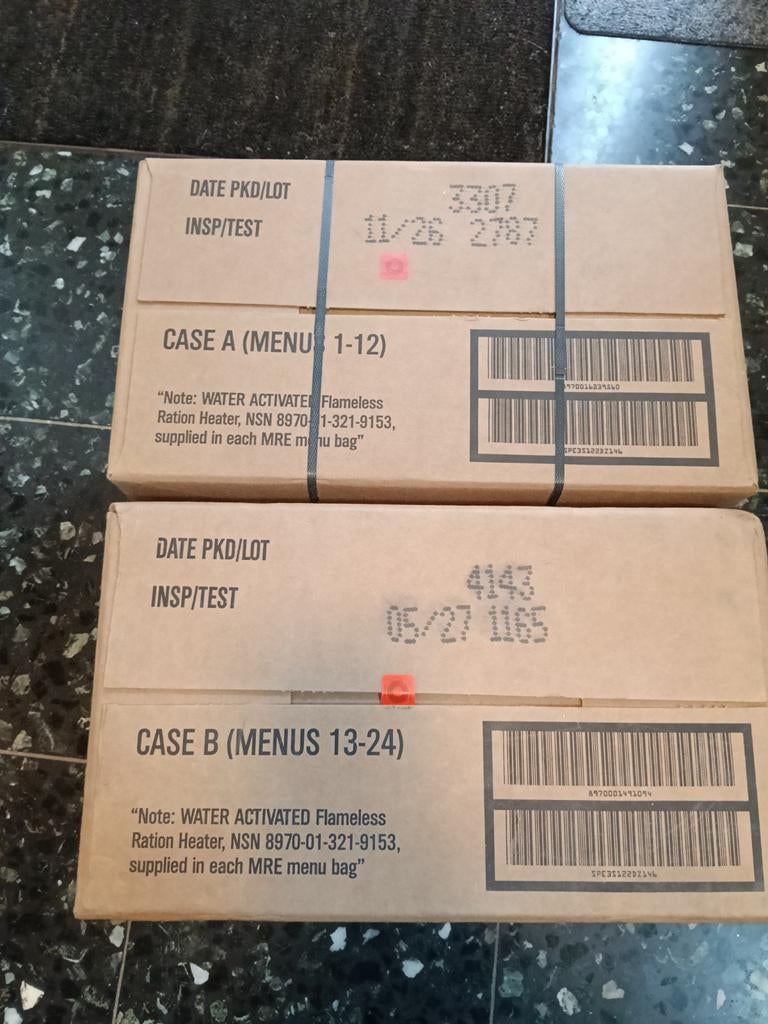 DATE PKD/LOT 3307
INSP/TEST 11/26 2787
CASE A (MENUS 1-12)
"Note: WATER ACTIVATED Flameless
Ration Heater, NSN 8970-01-321-9153,
supplied in each MRE menu bag"
SPE3S122DZ146
DATE PKD/LOT 4143
INSP/TEST 05/27 1165
CASE B (MENUS 13-24)
"Note: WATER ACTIVATED Flameless
Ration Heater, NSN 8970-01-321-9153,
supplied in each MRE menu bag"
8970001491094
SPE3S122DZ146